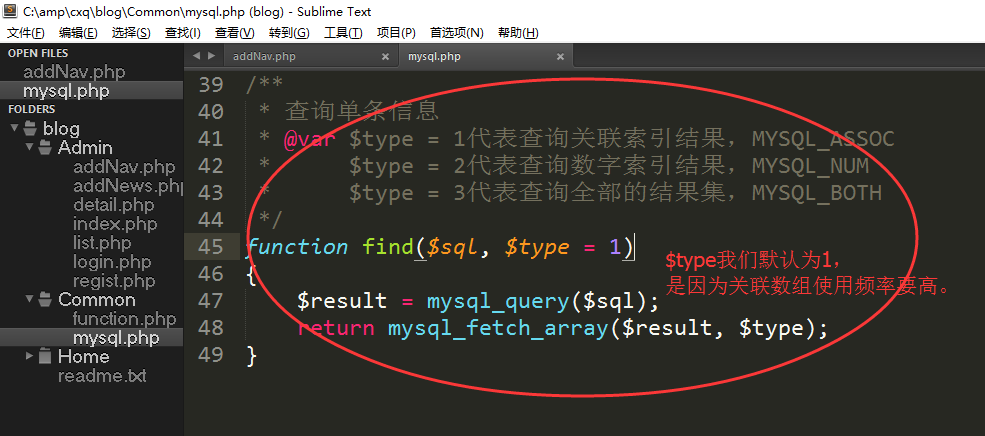 C:\amp\cxq\blog\Common\mysql.php (blog) - Sublime Text
文件(F) 编辑(E) 选择(S) 查找(I) 查看(V) 转到(G) 工具(T) 项目(P) 首选项(N) 帮助(H)
OPEN FILES
addNav.php
mysql.php
FOLDERS
blog
Admin
addNav.php
addNews.php
detail.php
index.php
list.php
login.php
regist.php
Common
function.php
mysql.php
Home
readme.txt
addNav.php × mysql.php ×
39 /**
40 * 查询单条信息
41 * @var $type = 1代表查询关联索引结果，MYSQL_ASSOC
42 * $type = 2代表查询数字索引结果，MYSQL_NUM
43 * $type = 3代表查询全部的结果集，MYSQL_BOTH
44 */
45 function find($sql, $type = 1)
46 {
47 $result = mysql_query($sql);
48 return mysql_fetch_array($result, $type);
49 }
$type我们默认为1，
是因为关联数组使用频率要高。